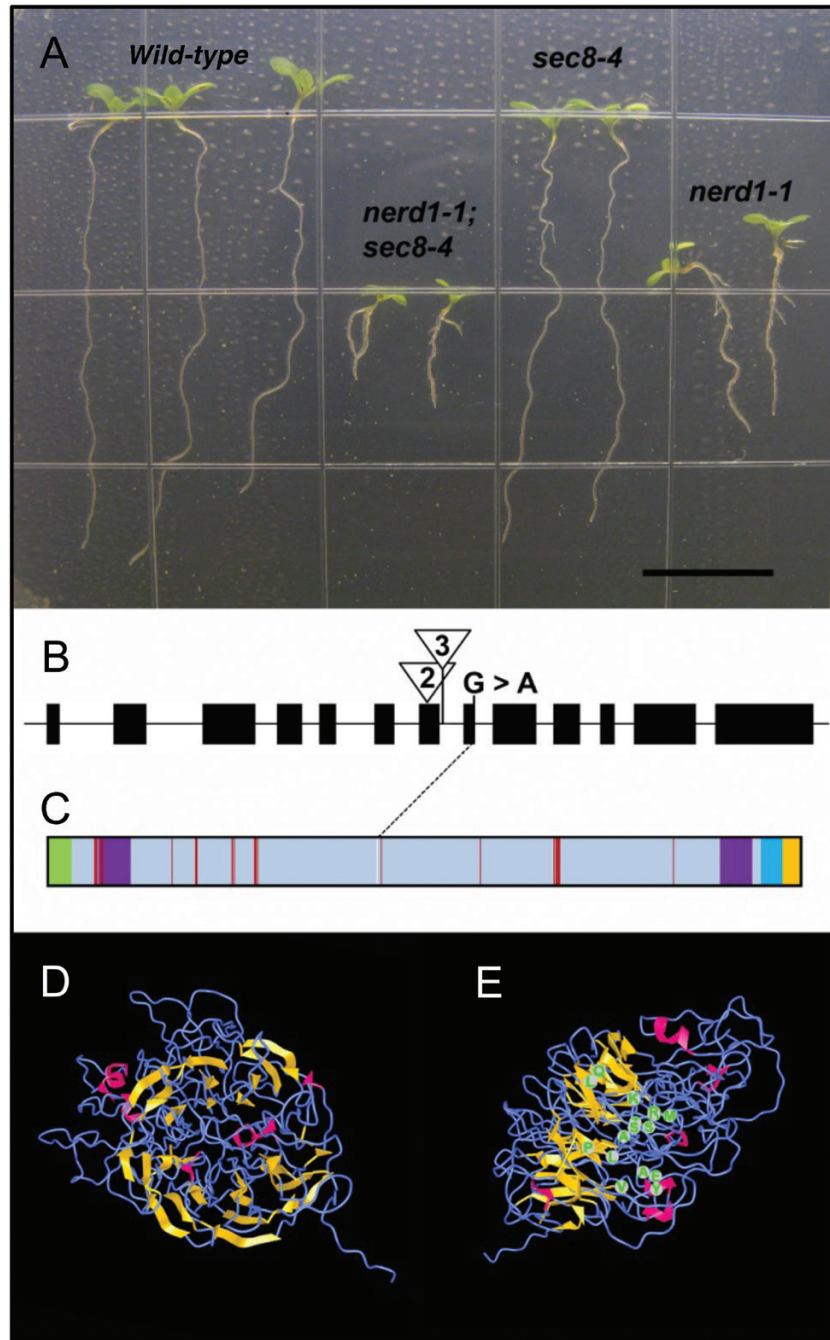 A
Wild-type
sec8-4
nerd1-1;
sec8-4
nerd1-1
B
3
2
G > A
C
D
E
Q
L
K
R M
S
S S
A
P
L
A
E
V
Y